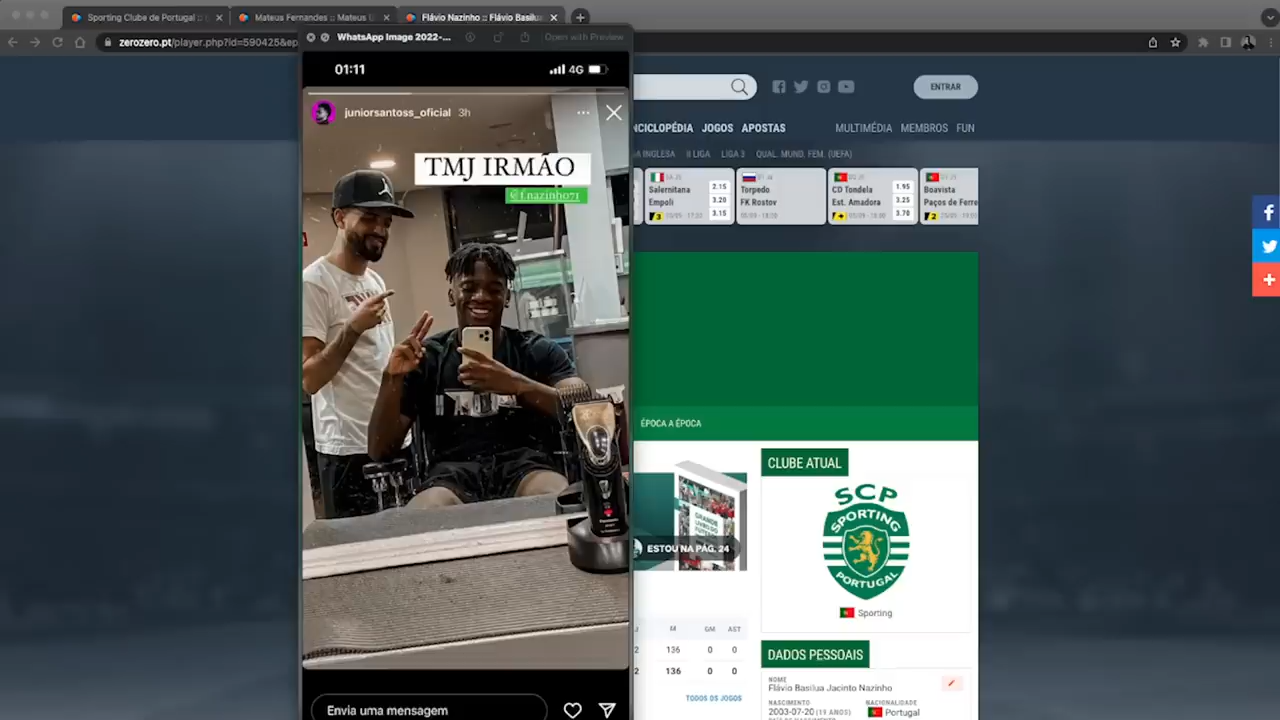 Sporting Clube de Portugal ::
Mateus Fernandes :: Mateus
Flávio Nazinho :: Flávio Basilua
zerozero.pt/player.php?id=590425&ep
WhatsApp Image 2022-...
Open with Preview
01:11
4G
juniorsantoss_oficial 3h
TMJ IRMÃO
@f.nazinho71
Envia uma mensagem
ENTRAR
NCICLOPÉDIA JOGOS APOSTAS
MULTIMÉDIA MEMBROS FUN
A INGLESA II LIGA LIGA 3 QUAL. MUND. FEM. (UEFA)
Salernitana
Empoli
2.15
3.20
3.15
Torpedo
FK Rostov
CD Tondela
Est. Amadora
1.95
3.25
3.70
Boavista
Paços de Ferre
ÉPOCA A ÉPOCA
ESTOU NA PÁG. 24
CLUBE ATUAL
SCP
SPORTING
PORTUGAL
Sporting
J M GM AST
2 136 0 0
2 136 0 0
TODOS OS JOGOS
DADOS PESSOAIS
NOME
Flávio Basilua Jacinto Nazinho
NASCIMENTO
2003-07-20 (19 ANOS)
NACIONALIDADE
Portugal